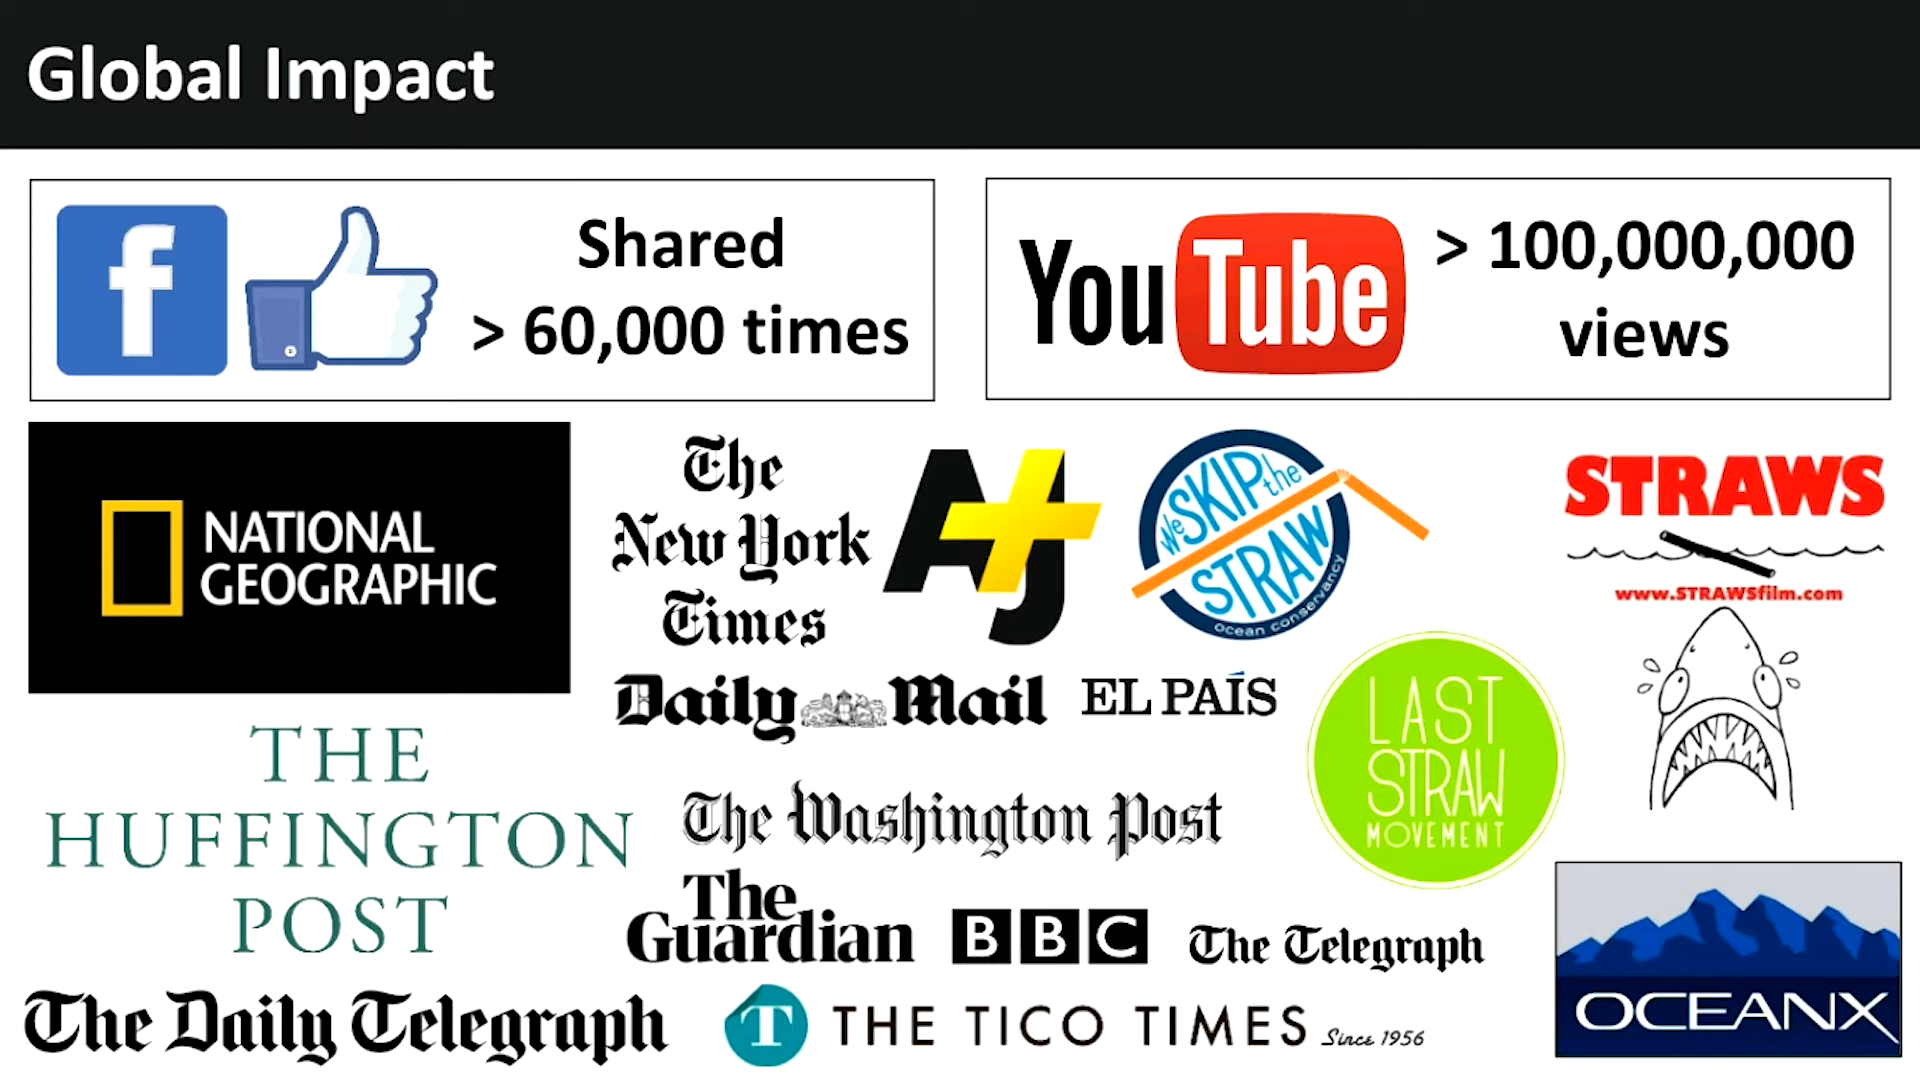 Global Impact
f
Shared
> 60,000 times
YouTube
> 100,000,000
views
NATIONAL
GEOGRAPHIC
The
New York
Times
AJ+
We SKIP the
STRAW
ocean conservancy
STRAWS
www.STRAWSfilm.com
Daily Mail
EL PAÍS
LAST
STRAW
MOVEMENT
THE
HUFFINGTON
POST
The Washington Post
The
Guardian
BBC
The Telegraph
OCEANX
The Daily Telegraph
T THE TICO TIMES Since 1956